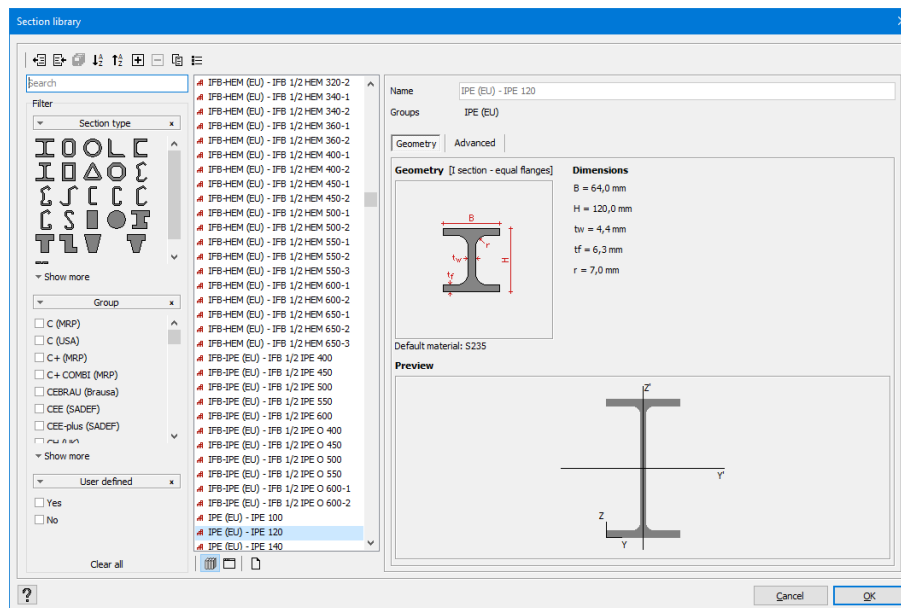 Section library
Search
Filter
Section type
Show more
Group
C (MRP)
C (USA)
C+ (MRP)
C+ COMBI (MRP)
CEBRAU (Brausa)
CEE (SADEF)
CEE-plus (SADEF)
Show more
User defined
Yes
No
Clear all
IFB-HEM (EU) - IFB 1/2 HEM 320-2
IFB-HEM (EU) - IFB 1/2 HEM 340-1
IFB-HEM (EU) - IFB 1/2 HEM 340-2
IFB-HEM (EU) - IFB 1/2 HEM 360-1
IFB-HEM (EU) - IFB 1/2 HEM 360-2
IFB-HEM (EU) - IFB 1/2 HEM 400-1
IFB-HEM (EU) - IFB 1/2 HEM 400-2
IFB-HEM (EU) - IFB 1/2 HEM 450-1
IFB-HEM (EU) - IFB 1/2 HEM 450-2
IFB-HEM (EU) - IFB 1/2 HEM 500-1
IFB-HEM (EU) - IFB 1/2 HEM 500-2
IFB-HEM (EU) - IFB 1/2 HEM 550-1
IFB-HEM (EU) - IFB 1/2 HEM 550-2
IFB-HEM (EU) - IFB 1/2 HEM 550-3
IFB-HEM (EU) - IFB 1/2 HEM 600-1
IFB-HEM (EU) - IFB 1/2 HEM 600-2
IFB-HEM (EU) - IFB 1/2 HEM 650-1
IFB-HEM (EU) - IFB 1/2 HEM 650-2
IFB-HEM (EU) - IFB 1/2 HEM 650-3
IFB-IPE (EU) - IFB 1/2 IPE 400
IFB-IPE (EU) - IFB 1/2 IPE 450
IFB-IPE (EU) - IFB 1/2 IPE 500
IFB-IPE (EU) - IFB 1/2 IPE 550
IFB-IPE (EU) - IFB 1/2 IPE 600
IFB-IPE (EU) - IFB 1/2 IPE O 400
IFB-IPE (EU) - IFB 1/2 IPE O 450
IFB-IPE (EU) - IFB 1/2 IPE O 500
IFB-IPE (EU) - IFB 1/2 IPE O 550
IFB-IPE (EU) - IFB 1/2 IPE O 600-1
IFB-IPE (EU) - IFB 1/2 IPE O 600-2
IPE (EU) - IPE 100
IPE (EU) - IPE 120
IPE (EU) - IPE 140
Name IPE (EU) - IPE 120
Groups IPE (EU)
Geometry Advanced
Geometry [I section - equal flanges]
B
r
tw
H
tf
Dimensions
B = 64,0 mm
H = 120,0 mm
tw = 4,4 mm
tf = 6,3 mm
r = 7,0 mm
Default material: S235
Preview
Z'
Y'
Z
Y
? Cancel OK